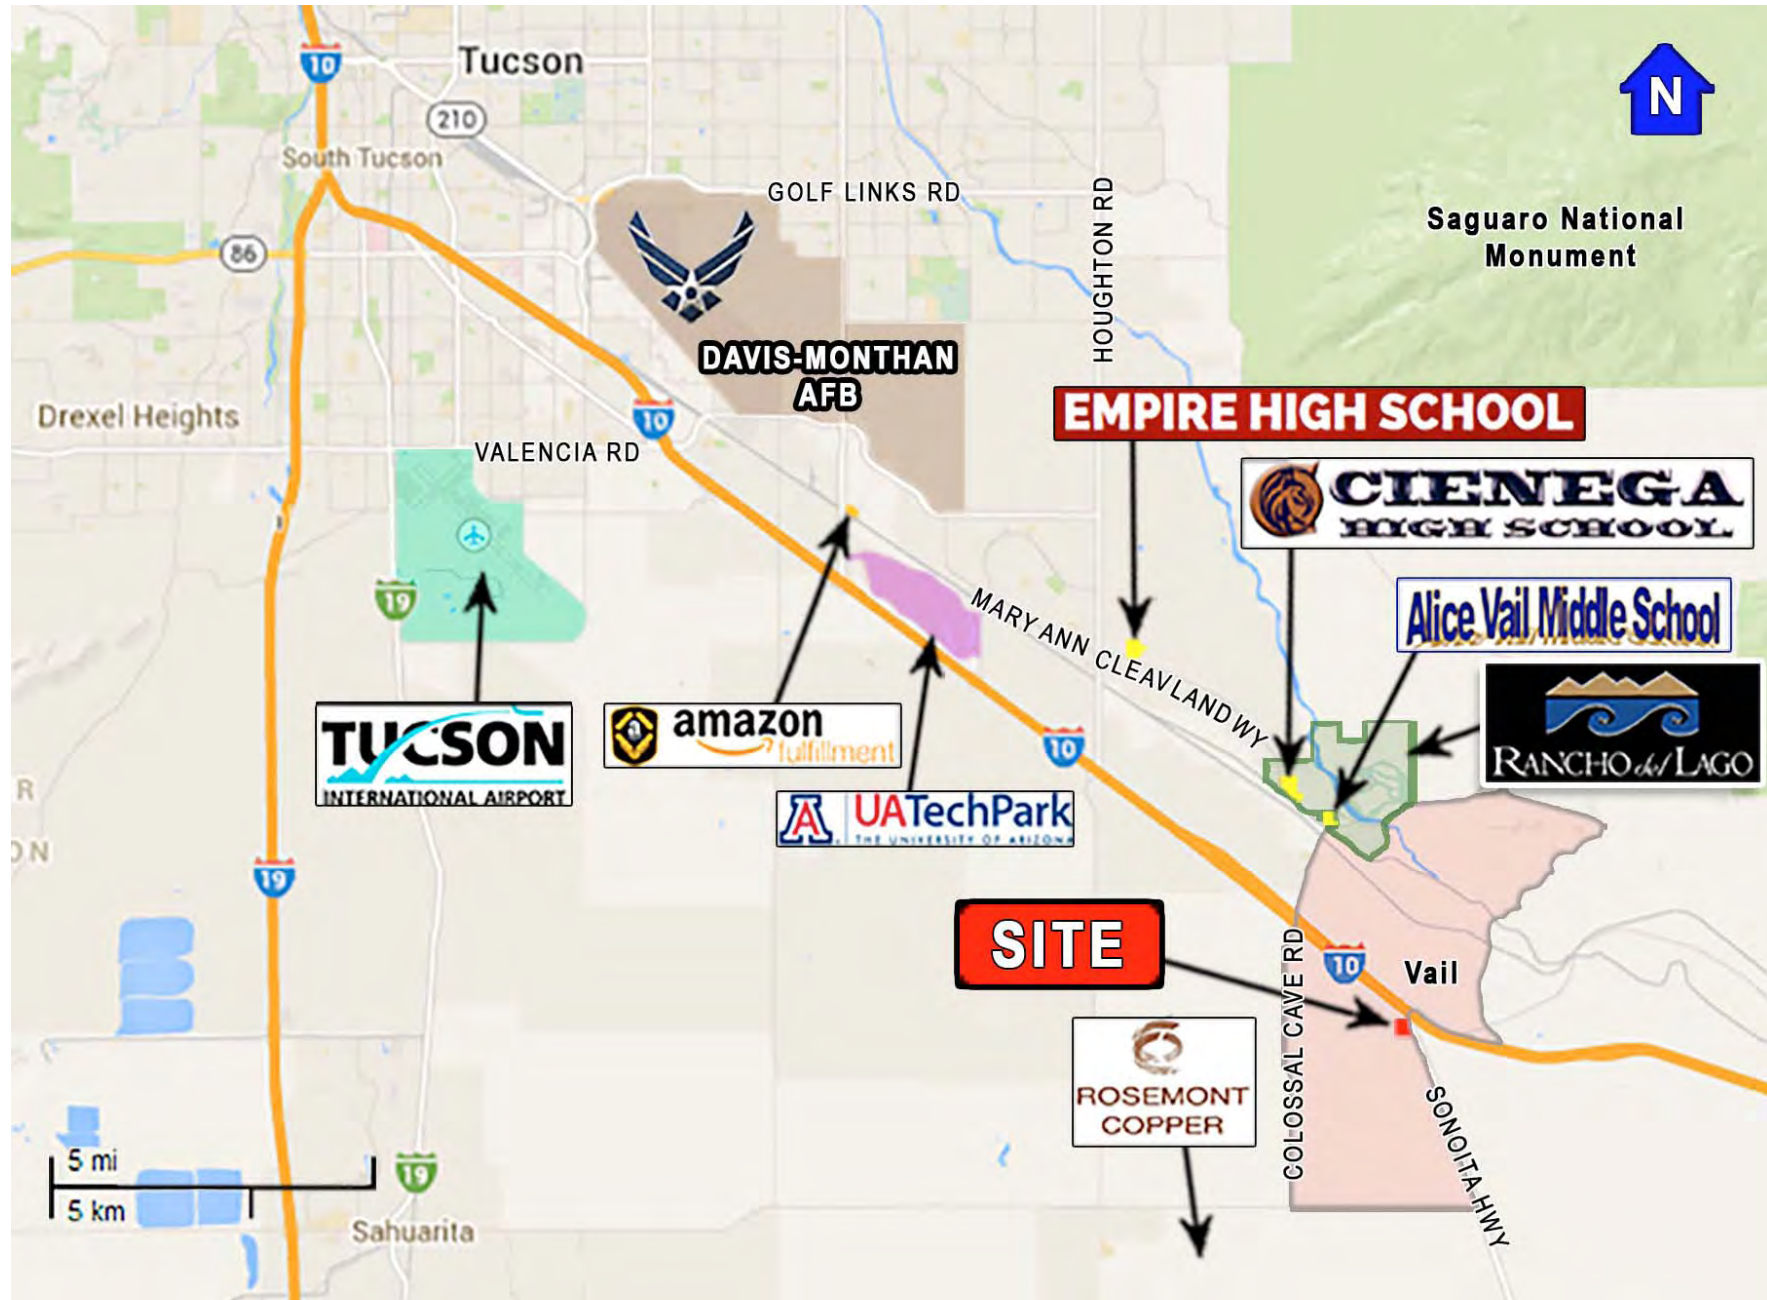 10
Tucson
N
210
South Tucson
GOLF LINKS RD
HOUGHTON RD
Saguaro National
Monument
86
DAVIS-MONTHAN
AFB
EMPIRE HIGH SCHOOL
10
Drexel Heights
VALENCIA RD
CIENEGA
HIGH SCHOOL
19
MARY ANN CLEAVLAND WY
Alice Vail Middle School
TUCSON
INTERNATIONAL AIRPORT
a
amazon
fulfillment
10
RANCHO del LAGO
R
A
UATechPark
THE UNIVERSITY OF ARIZONA
ON
19
SITE
COLOSSAL CAVE RD
10
Vail
ROSEMONT
COPPER
SONOITA HWY
5 mi
19
5 km
Sahuarita